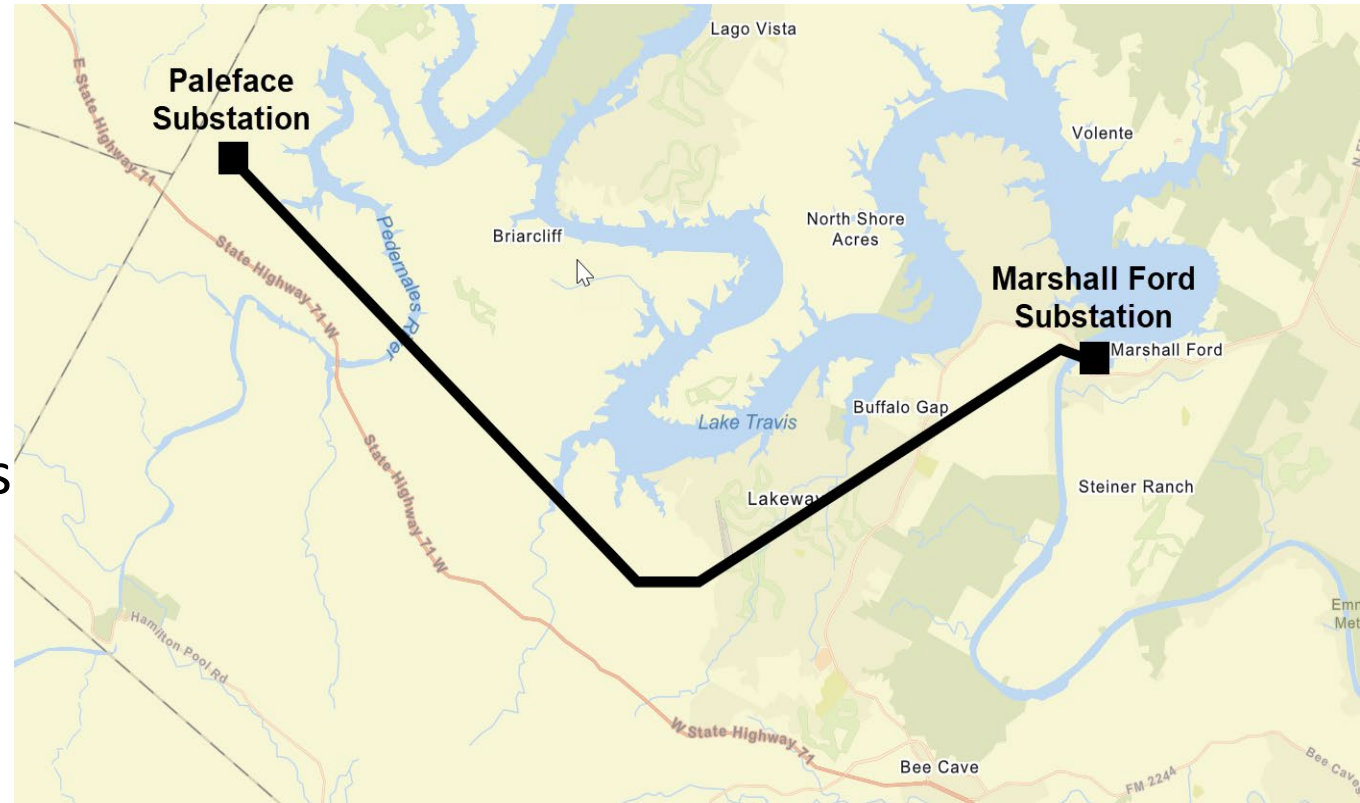 Lago Vista
Paleface
Substation
E State Highway 71
Volente
North Shore
Acres
Briarcliff
Pedernales River
State Highway 71 W
Marshall Ford
Substation
Marshall Ford
Buffalo Gap
Lake Travis
State Highway 71 W
s
Steiner Ranch
Lakeway
Hamilton Pool Rd
W State Highway 71
Bee Cave
FM 2244